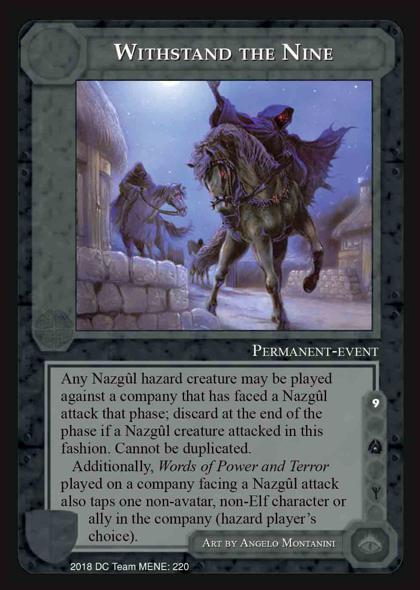 Withstand the Nine
Permanent-event
Any Nazgûl hazard creature may be played
against a company that has faced a Nazgûl
attack that phase; discard at the end of the
phase if a Nazgûl creature attacked in this
fashion. Cannot be duplicated.
Additionally, Words of Power and Terror
played on a company facing a Nazgûl attack
also taps one non-avatar, non-Elf character or
ally in the company (hazard player's
choice).
9
Art by Angelo Montanini
2018 DC Team MENE: 220